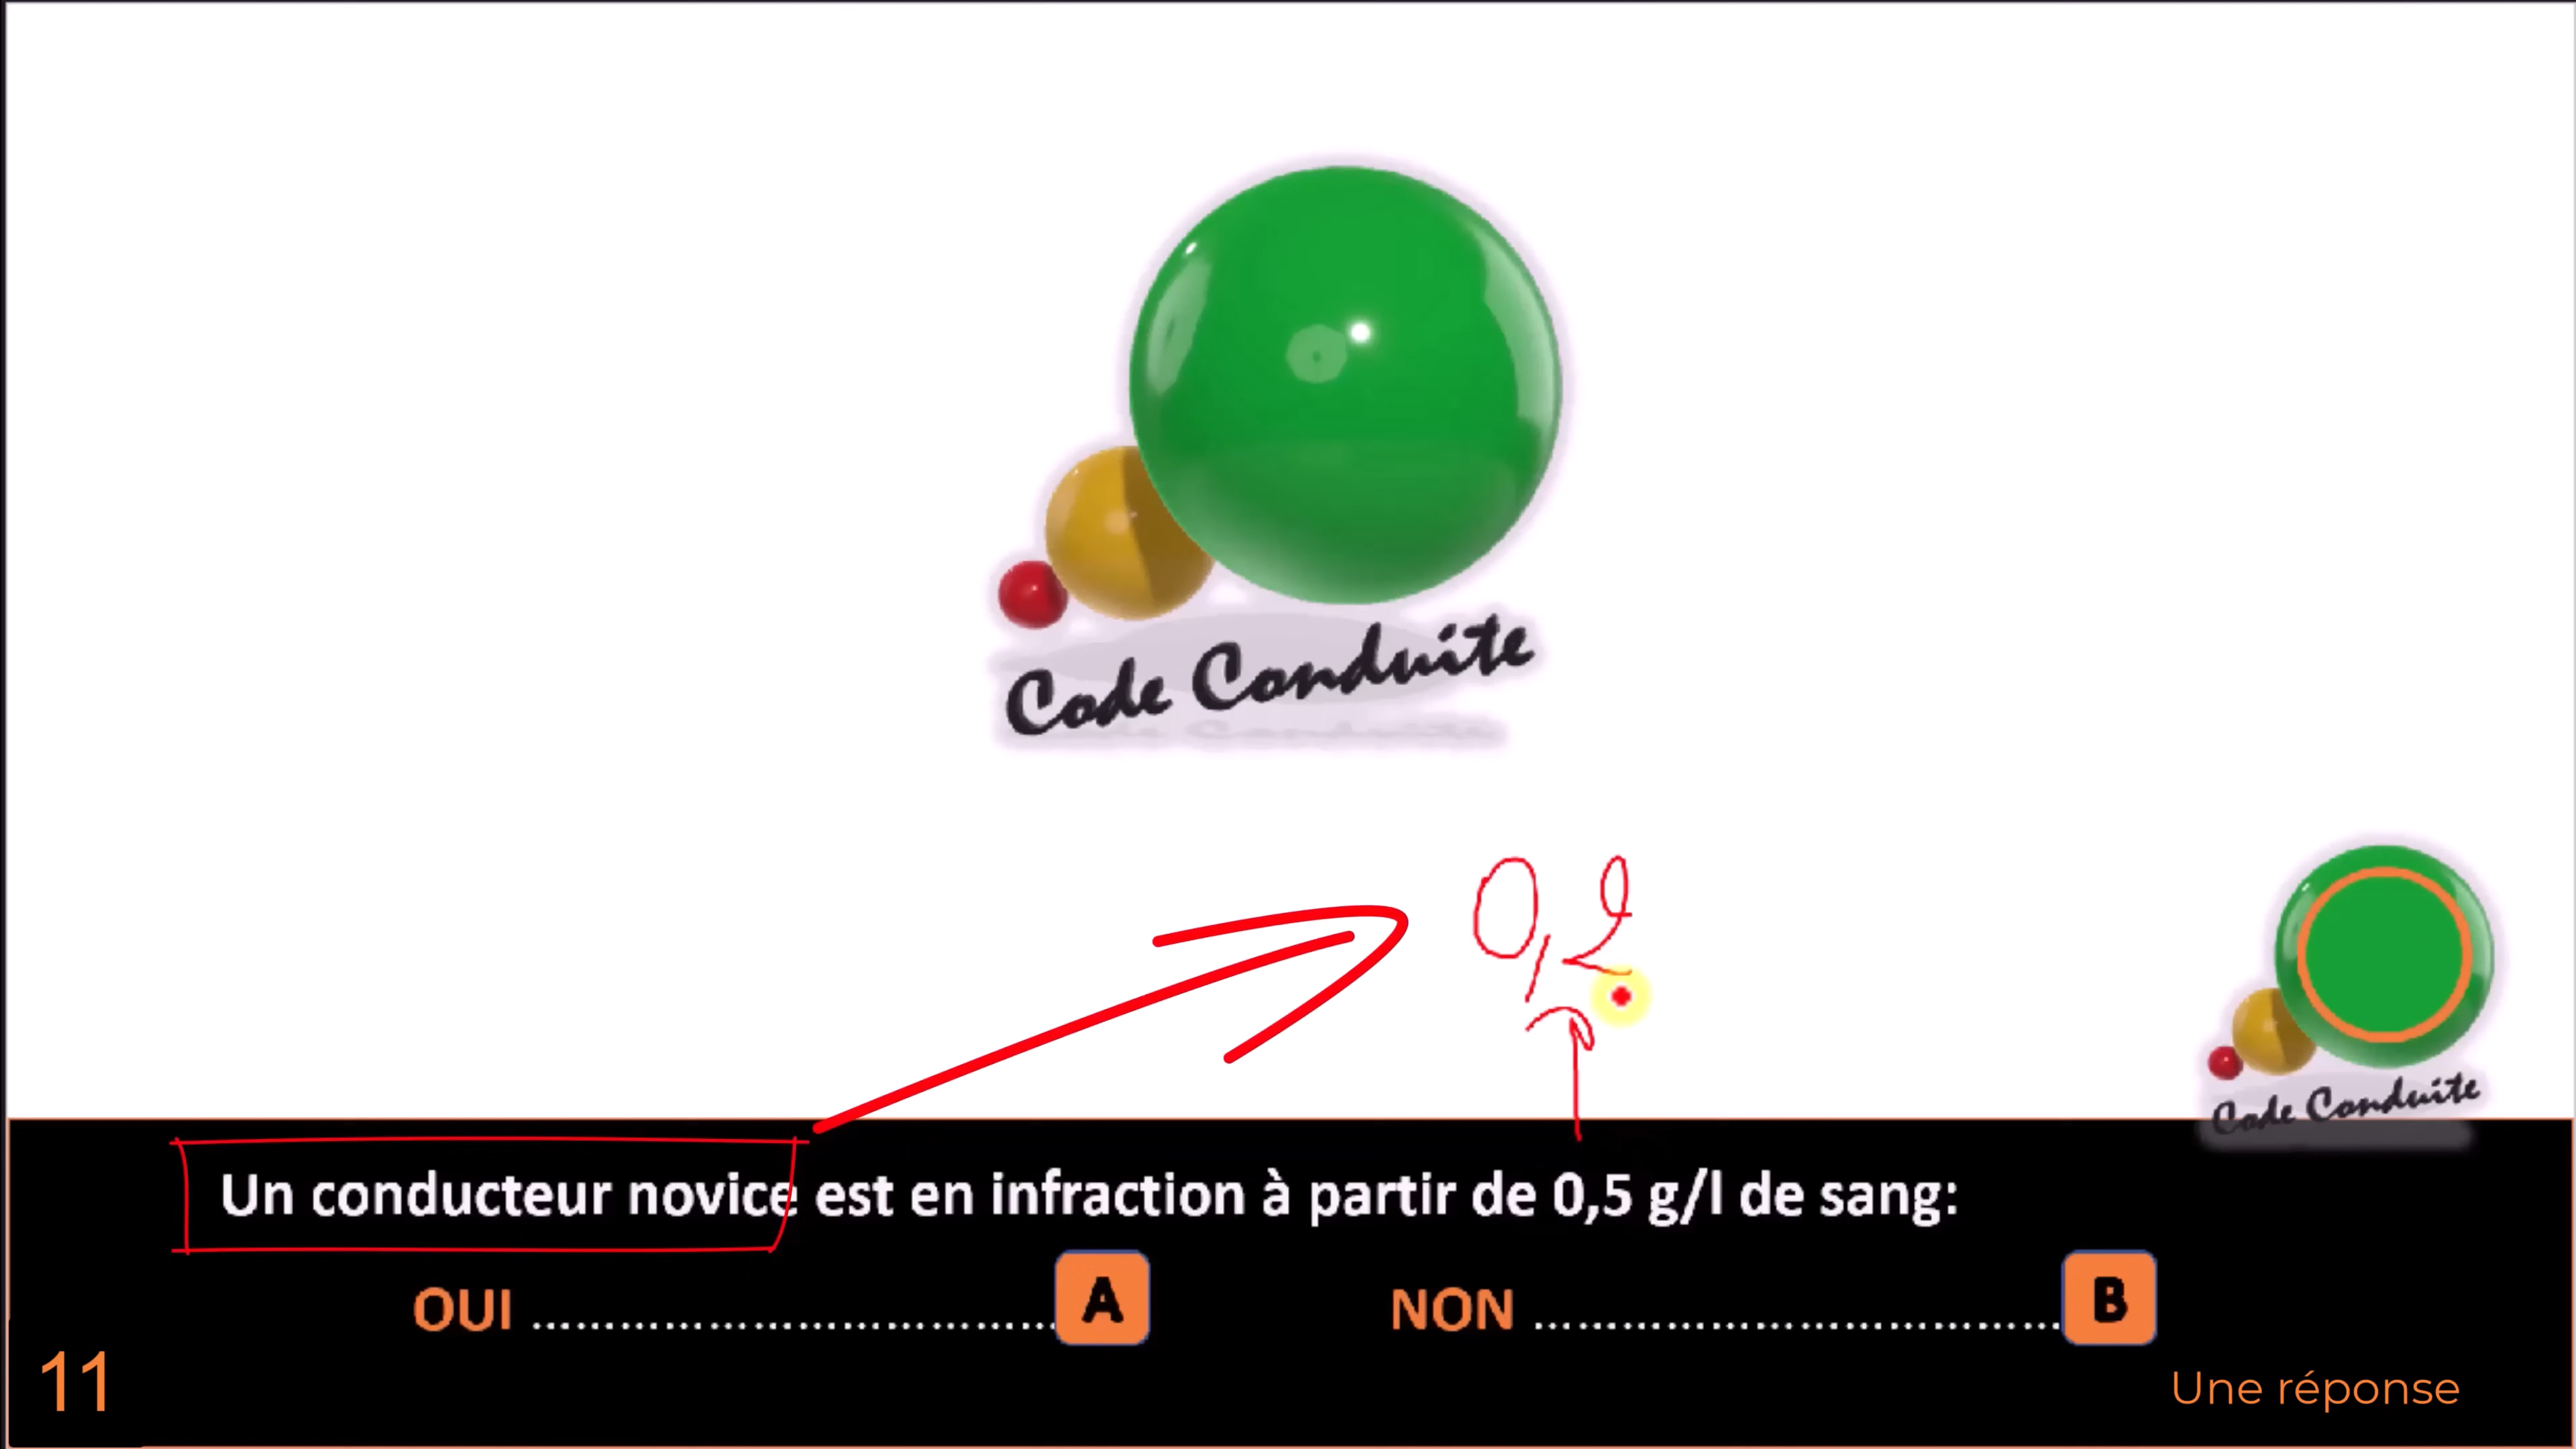 Code Conduite
0,2
Code Conduite
Un conducteur novice est en infraction à partir de 0,5 g/l de sang:
OUI .................................... A
NON .................................... B
11
Une réponse